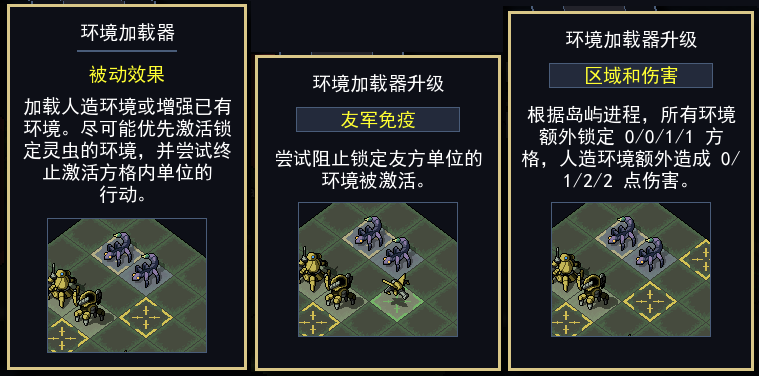 环境加载器
被动效果
加载人造环境或增强已有
环境。尽可能优先激活锁
定灵虫的环境，并尝试终
止激活方格内单位的
行动。
环境加载器升级
友军免疫
尝试阻止锁定友方单位的
环境被激活。
环境加载器升级
区域和伤害
根据岛屿进程，所有环境
额外锁定 0/0/1/1 方
格，人造环境额外造成 0/
1/2/2 点伤害。